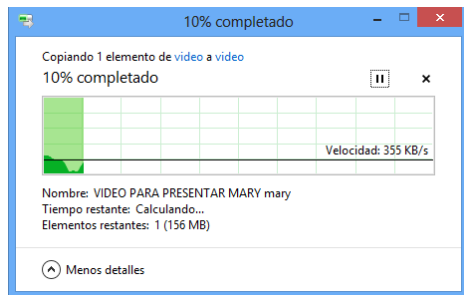 10% completado
Copiando 1 elemento de video a video
10% completado
Velocidad: 355 KB/s
Nombre: VIDEO PARA PRESENTAR MARY mary
Tiempo restante: Calculando...
Elementos restantes: 1 (156 MB)
Menos detalles